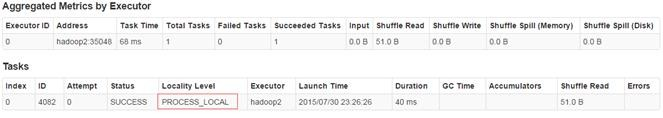 Aggregated Metrics by Executor
Executor ID Address Task Time Total Tasks Failed Tasks Succeeded Tasks Input Shuffle Read Shuffle Write Shuffle Spill (Memory) Shuffle Spill (Disk)
0 hadoop2:35048 68 ms 1 0 1 0.0 B 51.0 B 0.0 B 0.0 B 0.0 B
Tasks
Index ID Attempt Status Locality Level Executor Launch Time Duration GC Time Accumulators Shuffle Read Errors
0 4082 0 SUCCESS PROCESS_LOCAL hadoop2 2015/07/30 23:26:26 40 ms 51.0 B